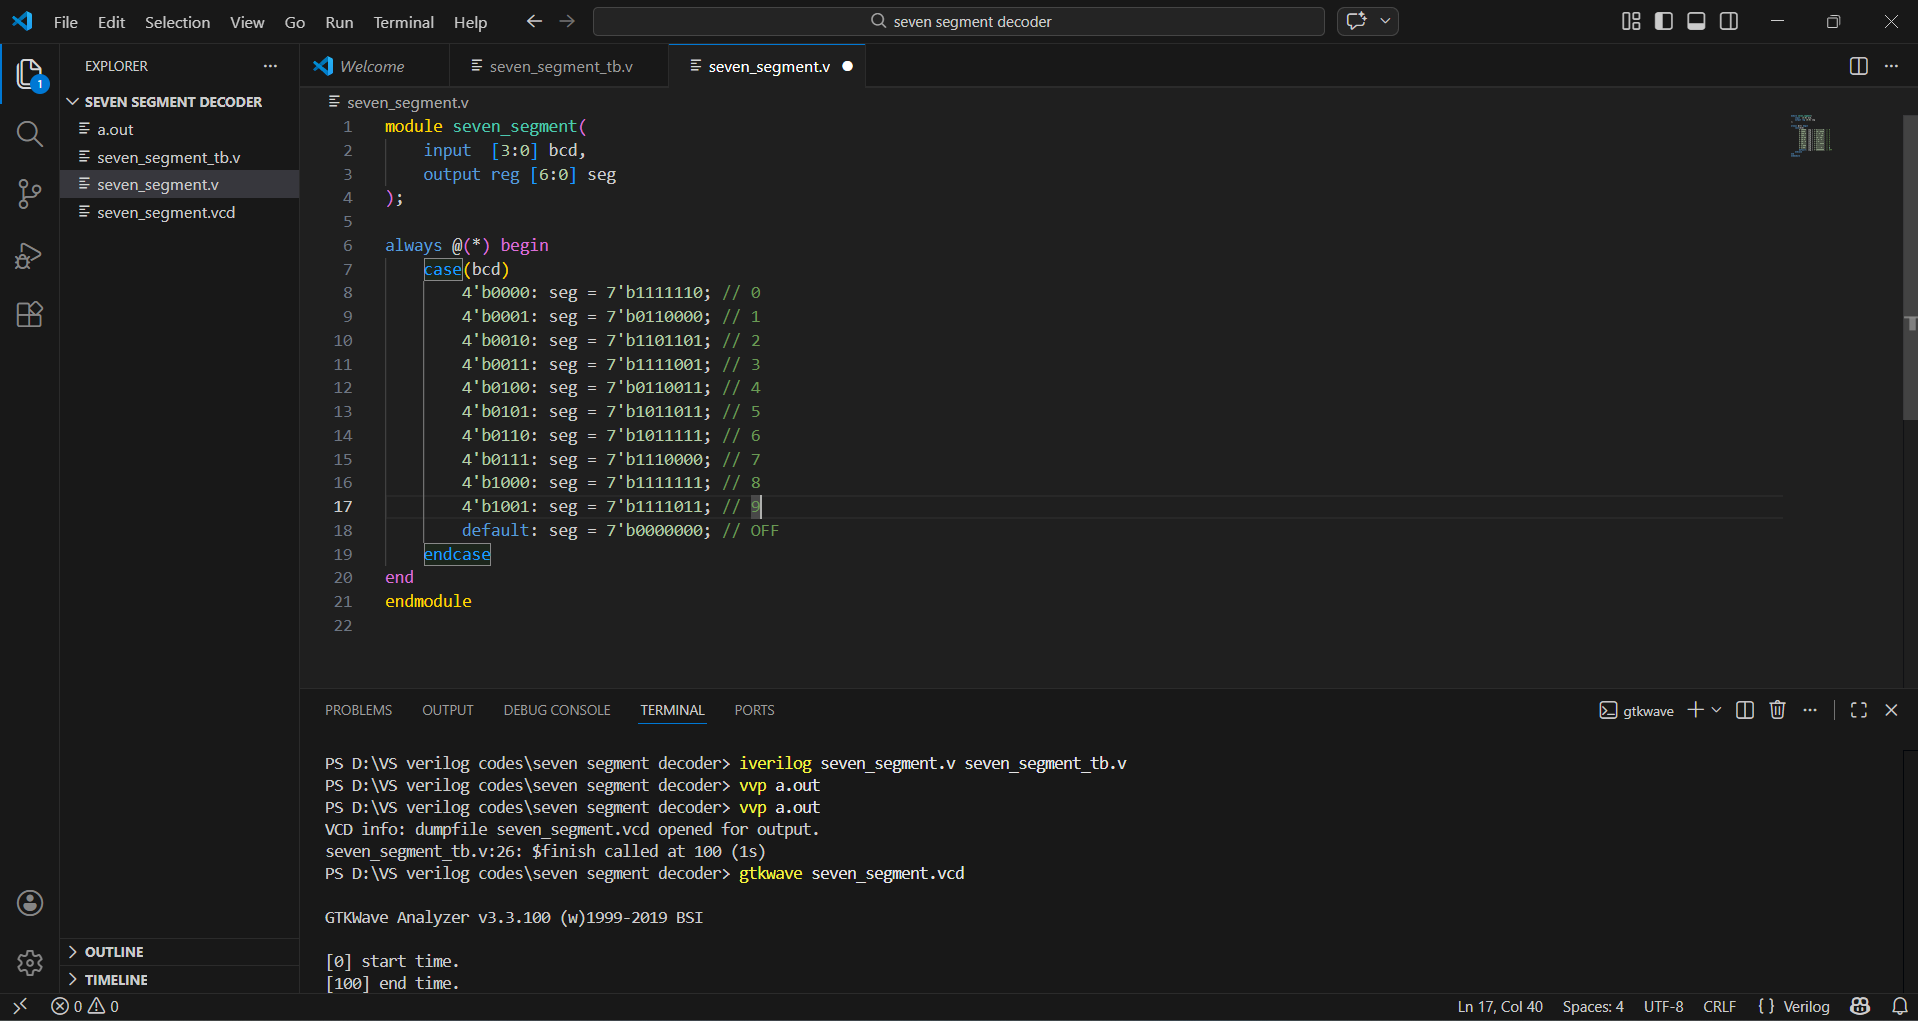 File Edit Selection View Go Run Terminal Help
seven segment decoder
EXPLORER
Welcome
seven_segment_tb.v
seven_segment.v
1
SEVEN SEGMENT DECODER
a.out
seven_segment_tb.v
seven_segment.v
seven_segment.vcd
OUTLINE
TIMELINE
seven_segment.v
1 module seven_segment(
2     input  [3:0] bcd,
3     output reg [6:0] seg
4 );
5
6 always @(*) begin
7     case(bcd)
8         4'b0000: seg = 7'b1111110; // 0
9         4'b0001: seg = 7'b0110000; // 1
10         4'b0010: seg = 7'b1101101; // 2
11         4'b0011: seg = 7'b1111001; // 3
12         4'b0100: seg = 7'b0110011; // 4
13         4'b0101: seg = 7'b1011011; // 5
14         4'b0110: seg = 7'b1011111; // 6
15         4'b0111: seg = 7'b1110000; // 7
16         4'b1000: seg = 7'b1111111; // 8
17         4'b1001: seg = 7'b1111011; // 9
18         default: seg = 7'b0000000; // OFF
19     endcase
20 end
21 endmodule
22
PROBLEMS OUTPUT DEBUG CONSOLE TERMINAL PORTS
gtkwave
PS D:\VS verilog codes\seven segment decoder> iverilog seven_segment.v seven_segment_tb.v
PS D:\VS verilog codes\seven segment decoder> vvp a.out
PS D:\VS verilog codes\seven segment decoder> vvp a.out
VCD info: dumpfile seven_segment.vcd opened for output.
seven_segment_tb.v:26: $finish called at 100 (1s)
PS D:\VS verilog codes\seven segment decoder> gtkwave seven_segment.vcd
GTKWave Analyzer v3.3.100 (w)1999-2019 BSI
[0] start time.
[100] end time.
0 0
Ln 17, Col 40 Spaces: 4 UTF-8 CRLF {} Verilog